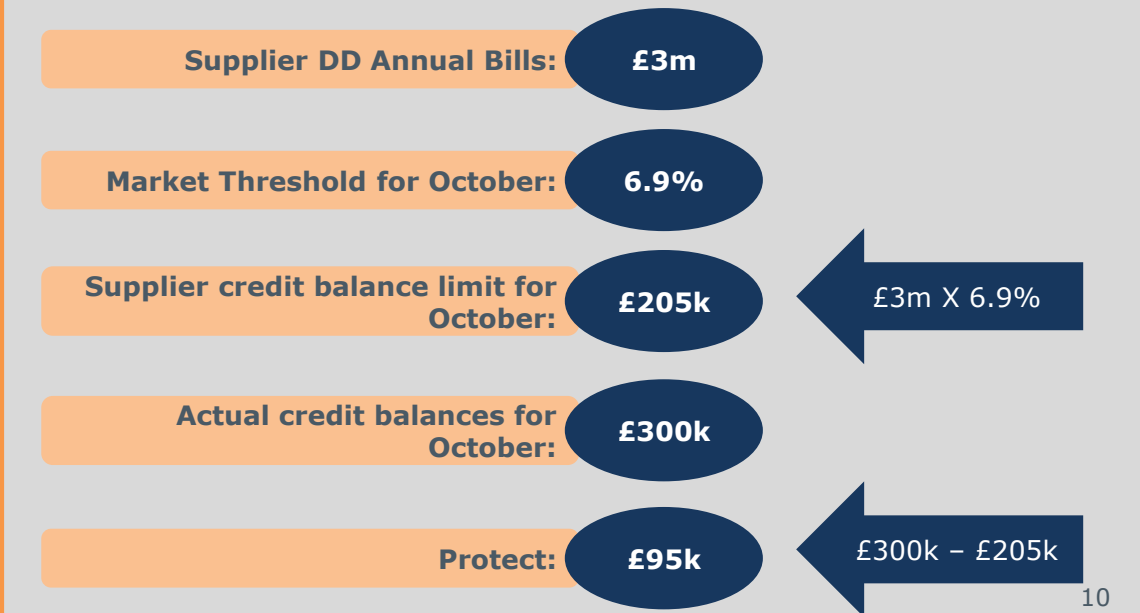 Supplier DD Annual Bills:
£3m
Market Threshold for October:
6.9%
Supplier credit balance limit for
October:
£205k
£3m X 6.9%
Actual credit balances for
October:
£300k
Protect:
£95k
£300k – £205k
10